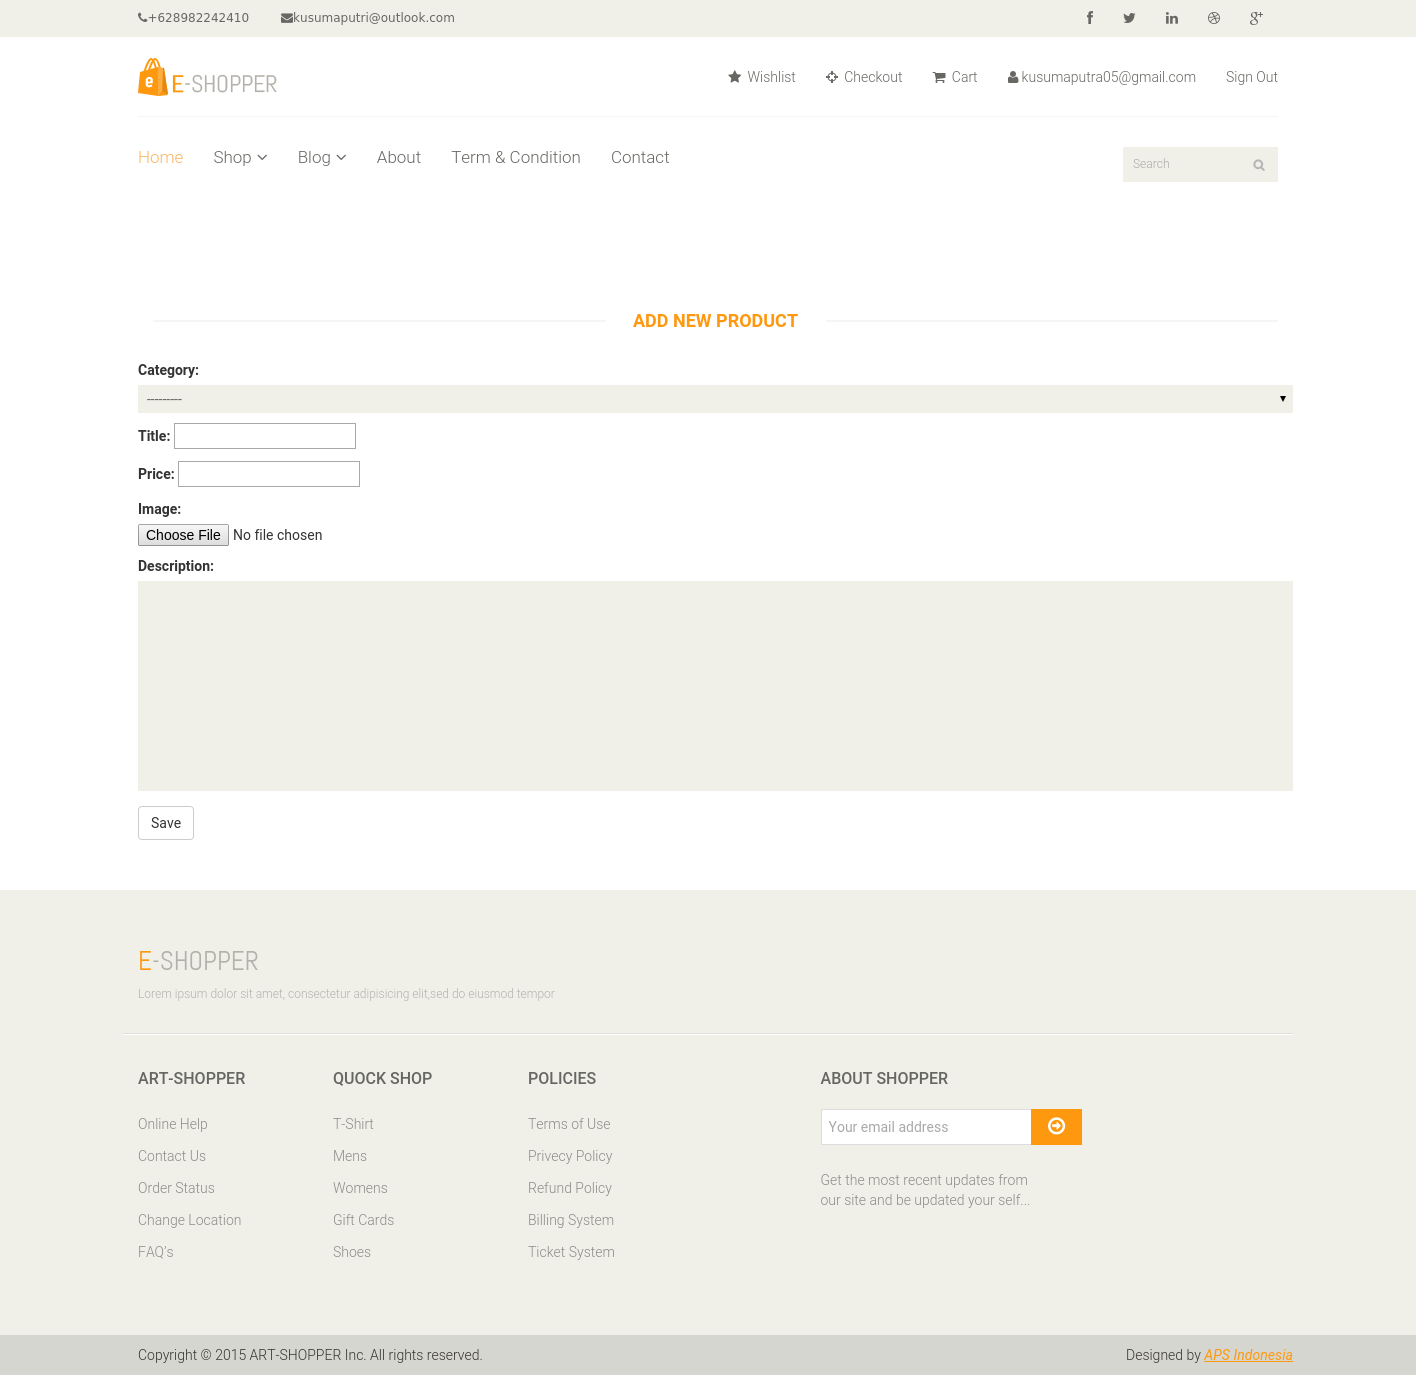 +628982242410 kusumaputri@outlook.com
E-SHOPPER
Wishlist Checkout Cart kusumaputra05@gmail.com Sign Out
Home Shop Blog About Term & Condition Contact
Search
ADD NEW PRODUCT
Category:
---------
Title:
Price:
Image:
Choose File No file chosen
Description:
Save
E-SHOPPER
Lorem ipsum dolor sit amet, consectetur adipisicing elit,sed do eiusmod tempor
ART-SHOPPER
Online Help
Contact Us
Order Status
Change Location
FAQ's
QUOCK SHOP
T-Shirt
Mens
Womens
Gift Cards
Shoes
POLICIES
Terms of Use
Privecy Policy
Refund Policy
Billing System
Ticket System
ABOUT SHOPPER
Your email address
Get the most recent updates from
our site and be updated your self...
Copyright © 2015 ART-SHOPPER Inc. All rights reserved.
Designed by APS Indonesia